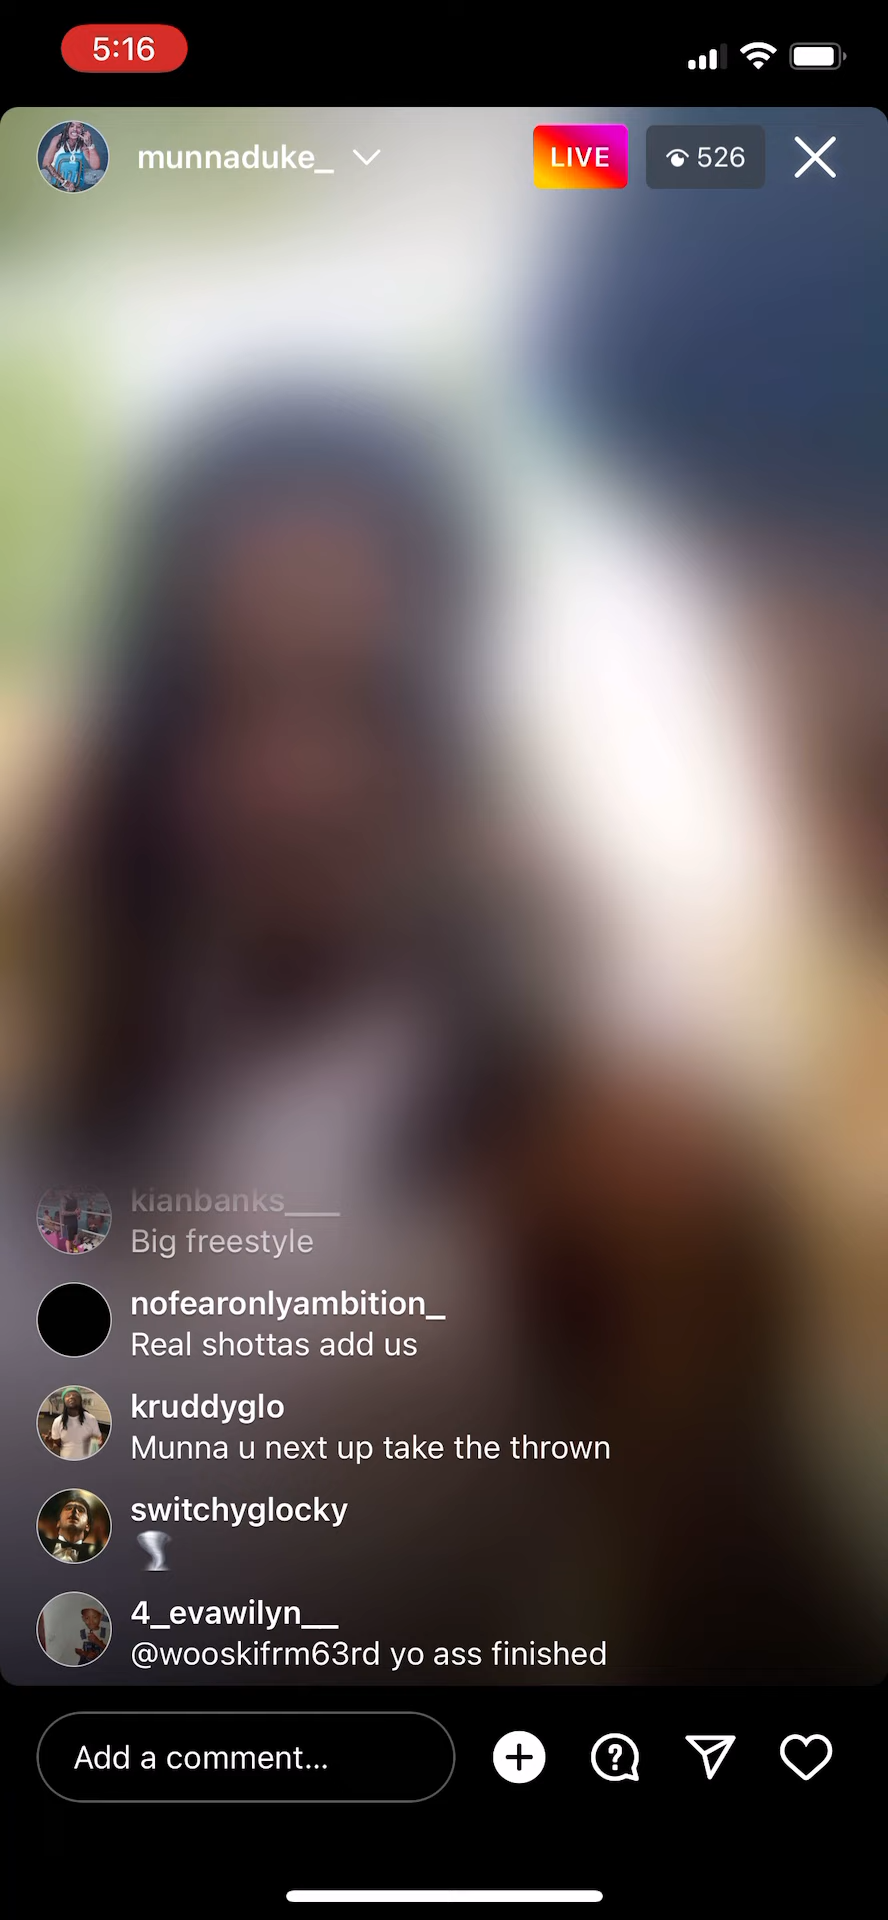 5:16
munnaduke_
LIVE
526
kianbanks___
Big freestyle
nofearonlyambition_
Real shottas add us
kruddyglo
Munna u next up take the thrown
switchyglocky
4_evawilyn__
@wooskifrm63rd yo ass finished
Add a comment...